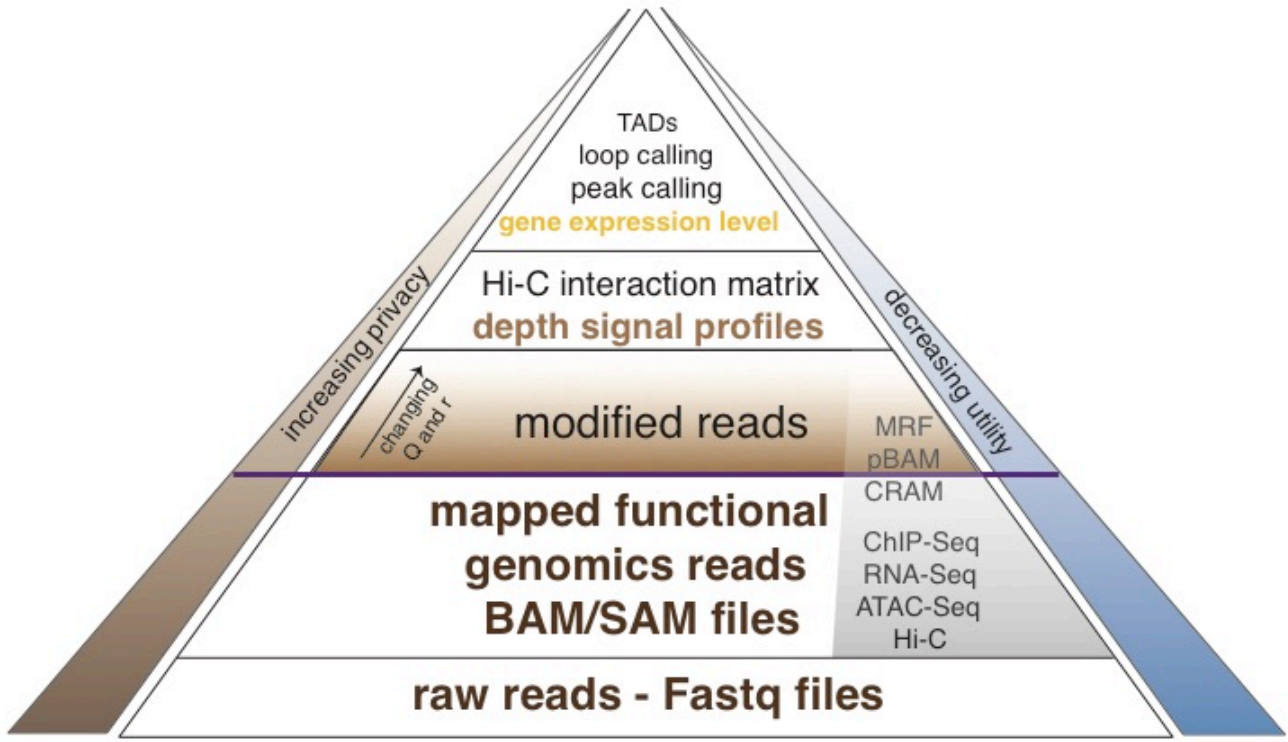 TADs
loop calling
peak calling
gene expression level
increasing privacy
decreasing utility
Hi-C interaction matrix
depth signal profiles
changing
Q and r
modified reads
MRF
pBAM
CRAM
mapped functional
genomics reads
BAM/SAM files
ChIP-Seq
RNA-Seq
ATAC-Seq
Hi-C
raw reads - Fastq files